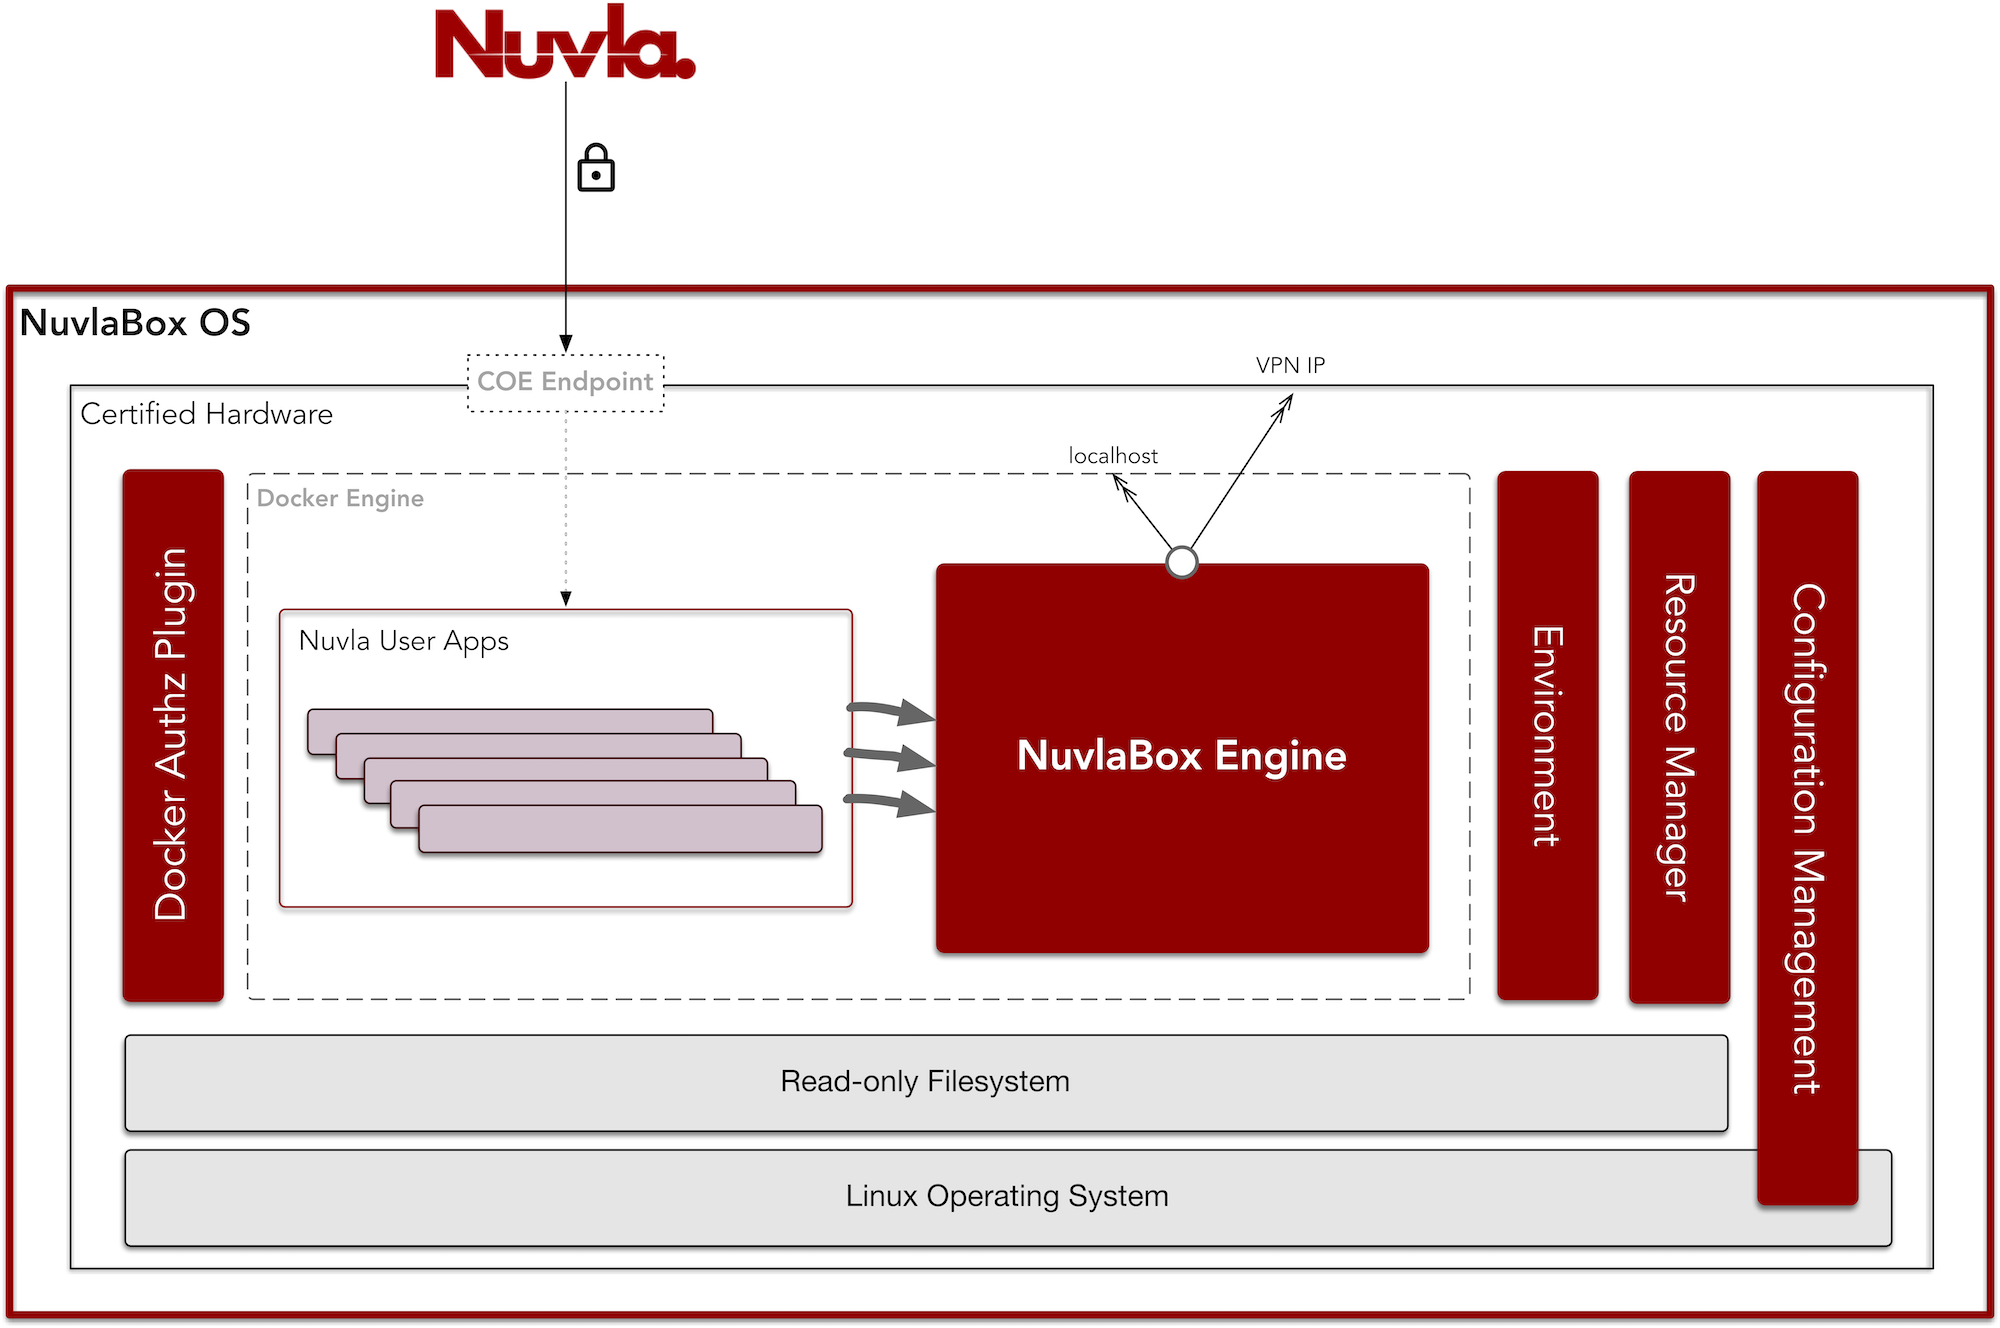 Nuvla.
NuvlaBox OS
VPN IP
COE Endpoint
Certified Hardware
localhost
Docker Engine
Docker Authz Plugin
Nuvla User Apps
NuvlaBox Engine
Environment
Resource Manager
Configuration Management
Read-only Filesystem
Linux Operating System